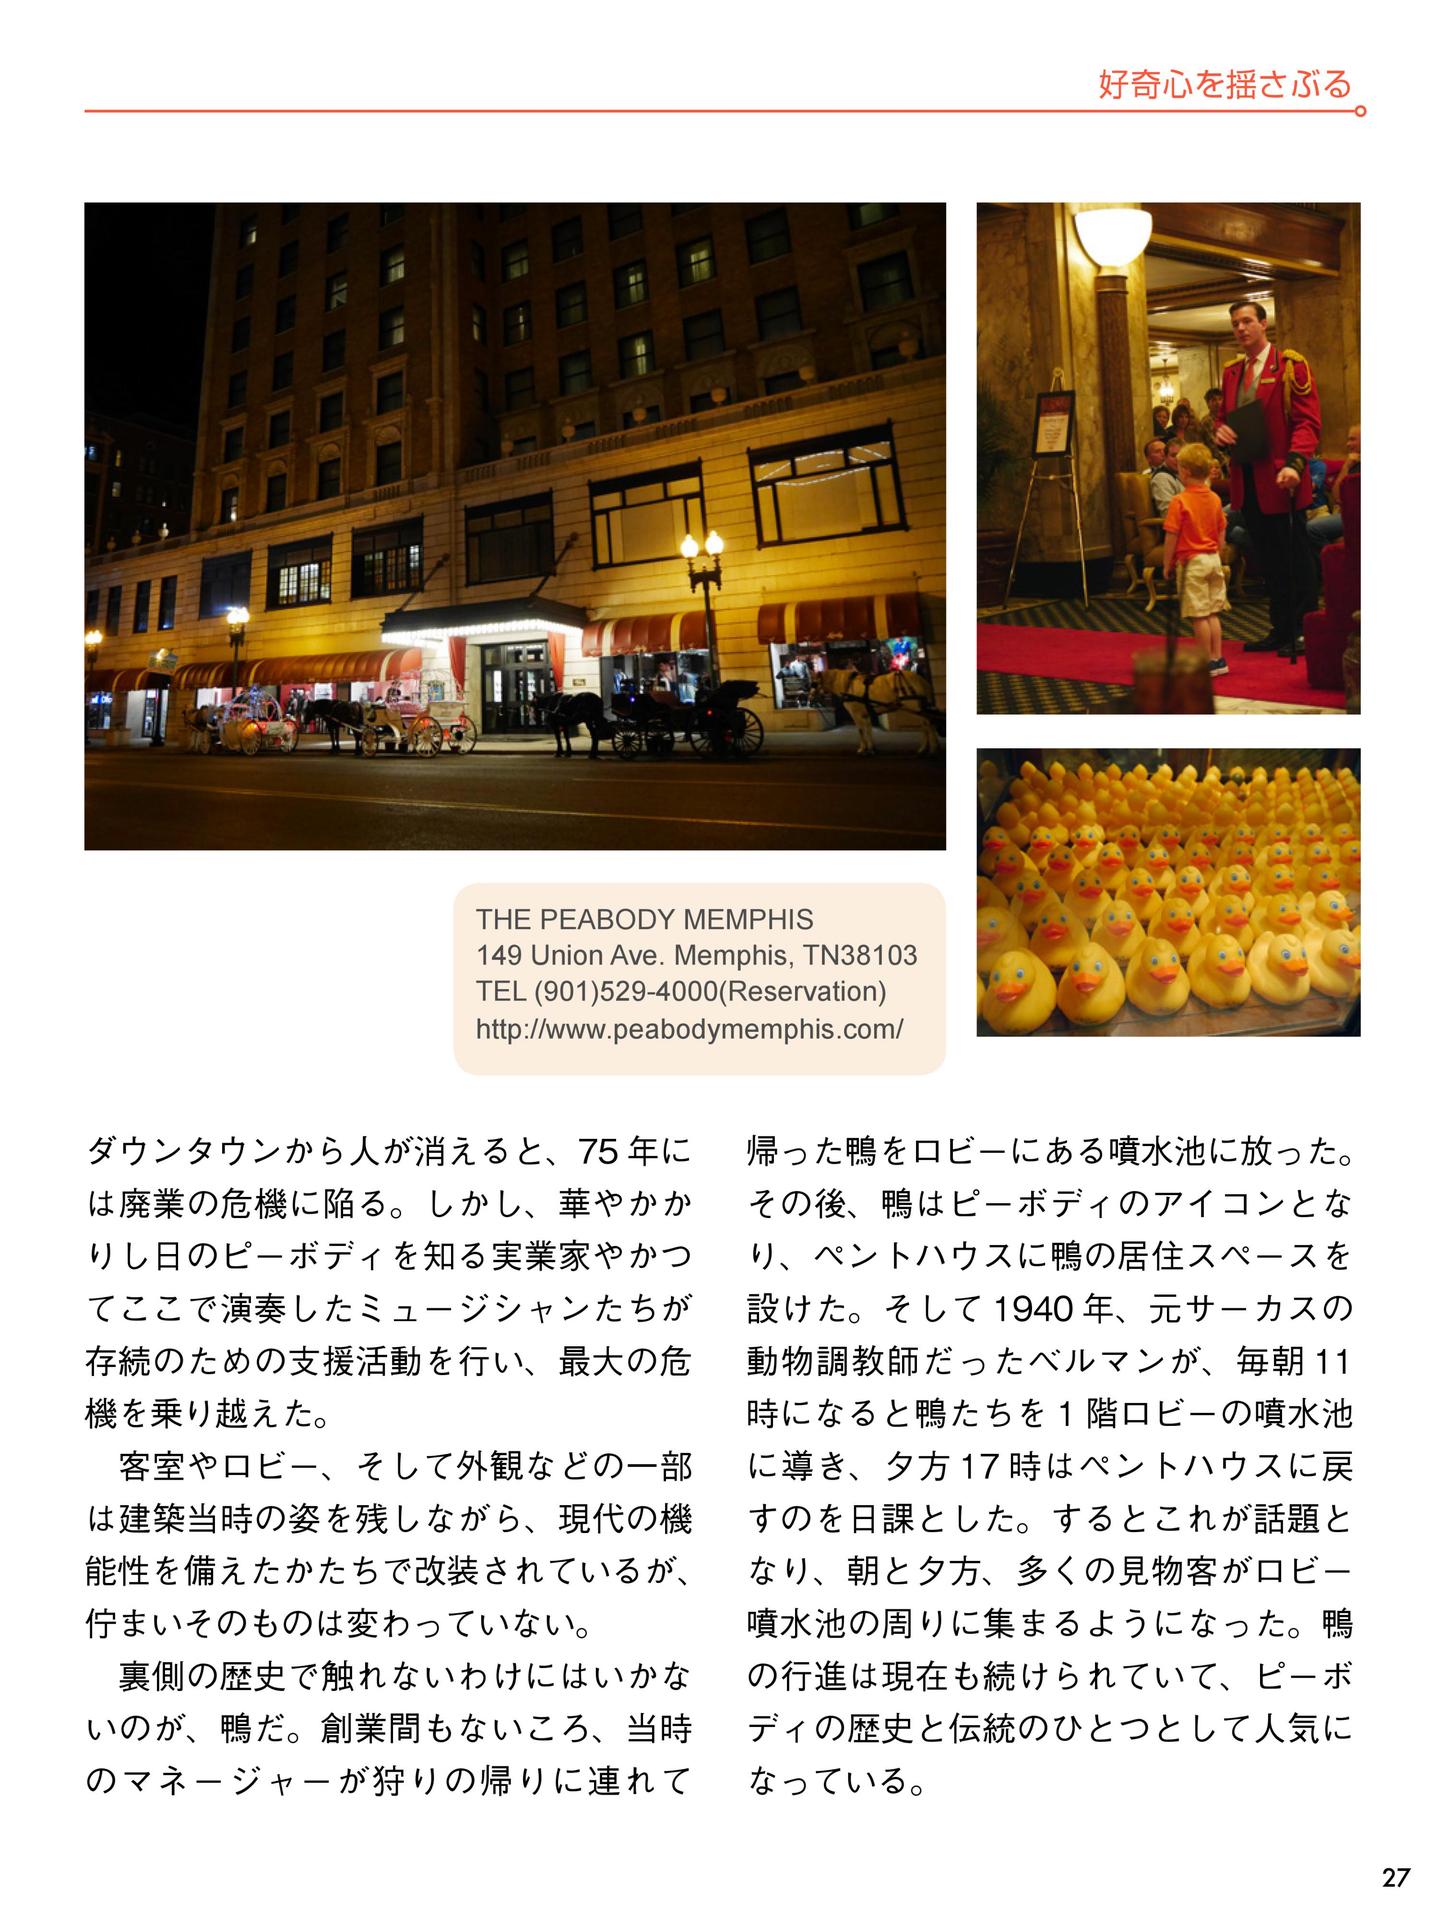 好奇心を揺さぶる
THE PEABODY MEMPHIS
149 Union Ave. Memphis, TN38103
TEL (901)529-4000(Reservation)
http://www.peabodymemphis.com/
ダウンタウンから人が消えると、75 年に
は廃業の危機に陥る。しかし、華やかか
りし日のピーボディを知る実業家やかつ
てここで演奏したミュージシャンたちが
存続のための支援活動を行い、最大の危
機を乗り越えた。
　客室やロビー、そして外観などの一部
は建築当時の姿を残しながら、現代の機
能性を備えたかたちで改装されているが、
佇まいそのものは変わっていない。
　裏側の歴史で触れないわけにはいかな
いのが、鴨だ。創業間もないころ、当時
のマネージャーが狩りの帰りに連れて
帰った鴨をロビーにある噴水池に放った。
その後、鴨はピーボディのアイコンとな
り、ペントハウスに鴨の居住スペースを
設けた。そして 1940 年、元サーカスの
動物調教師だったベルマンが、毎朝 11
時になると鴨たちを 1 階ロビーの噴水池
に導き、夕方 17 時はペントハウスに戻
すのを日課とした。するとこれが話題と
なり、朝と夕方、多くの見物客がロビー
噴水池の周りに集まるようになった。鴨
の行進は現在も続けられていて、ピーボ
ディの歴史と伝統のひとつとして人気に
なっている。
27